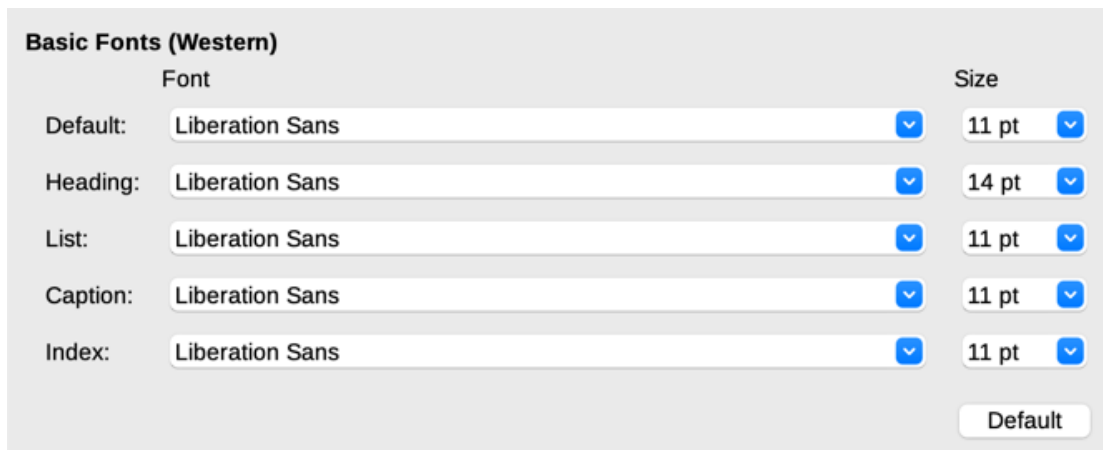 Basic Fonts (Western)
Font Size
Default: Liberation Sans 11 pt
Heading: Liberation Sans 14 pt
List: Liberation Sans 11 pt
Caption: Liberation Sans 11 pt
Index: Liberation Sans 11 pt
Default